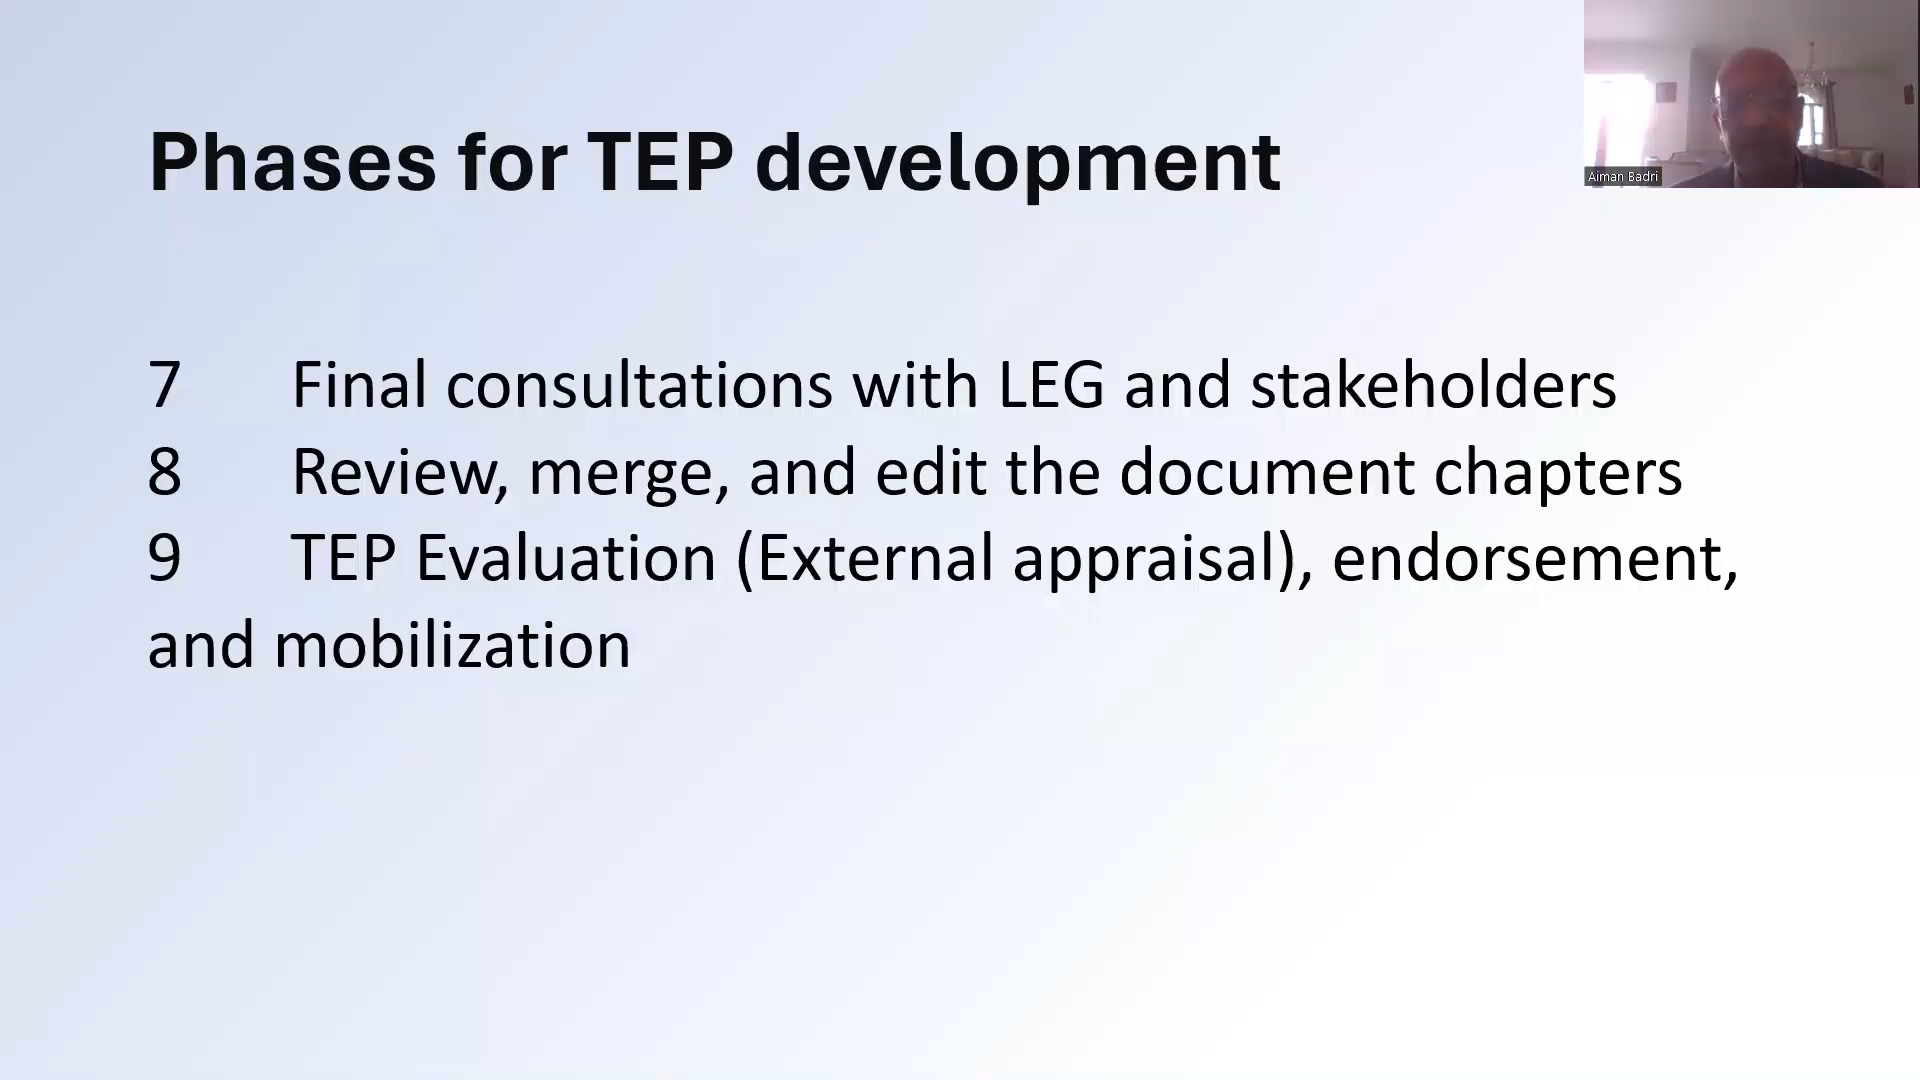 Phases for TEP development
Aiman Badri
7 Final consultations with LEG and stakeholders
8 Review, merge, and edit the document chapters
9 TEP Evaluation (External appraisal), endorsement,
and mobilization